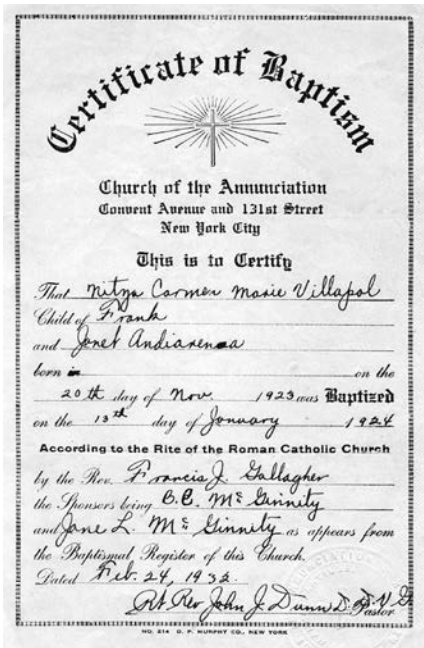 Certificate of Baptism
Church of the Annunciation
Convent Avenue and 131st Street
New York City
This is to Certify
That Nitza Carmen Marie Villapol
Child of Frank
and Janet Andiarena
born in on the
20th day of Nov. 1923 was Baptized
on the 13th day of January 1924
According to the Rite of the Roman Catholic Church
by the Rev. Francis J. Gallagher
the Sponsors being B.C. McGinnity
and Jane L. McGinnity as appears from
the Baptismal Register of this Church.
Dated Feb. 24, 1932
Rt. Rev. John J. Dunn D.D. V.G.
Pastor
NO. 214 D. P. MURPHY CO., NEW YORK